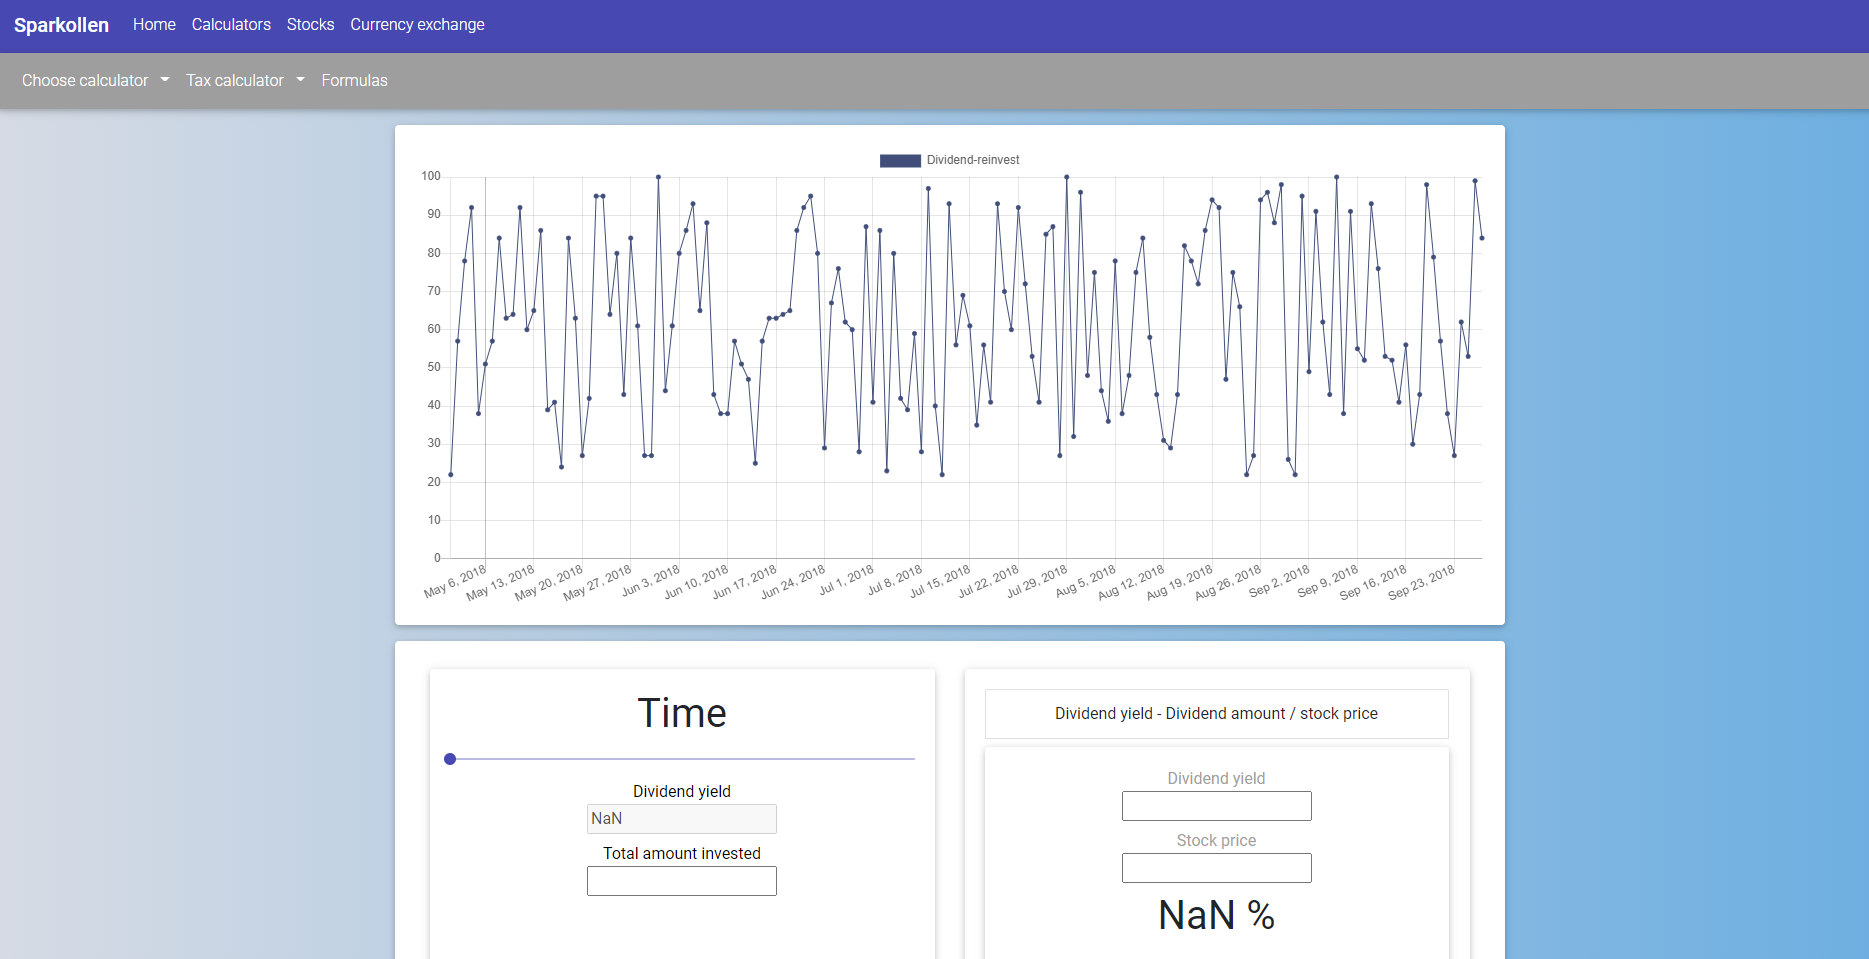 Sparkollen Home Calculators Stocks Currency exchange
Choose calculator Tax calculator Formulas
Dividend-reinvest
100
90
80
70
60
50
40
30
20
10
0
May 6, 2018 May 13, 2018 May 20, 2018 May 27, 2018 Jun 3, 2018 Jun 10, 2018 Jun 17, 2018 Jun 24, 2018 Jul 1, 2018 Jul 8, 2018 Jul 15, 2018 Jul 22, 2018 Jul 29, 2018 Aug 5, 2018 Aug 12, 2018 Aug 19, 2018 Aug 26, 2018 Sep 2, 2018 Sep 9, 2018 Sep 16, 2018 Sep 23, 2018
Time
Dividend yield
NaN
Total amount invested
Dividend yield - Dividend amount / stock price
Dividend yield
Stock price
NaN %